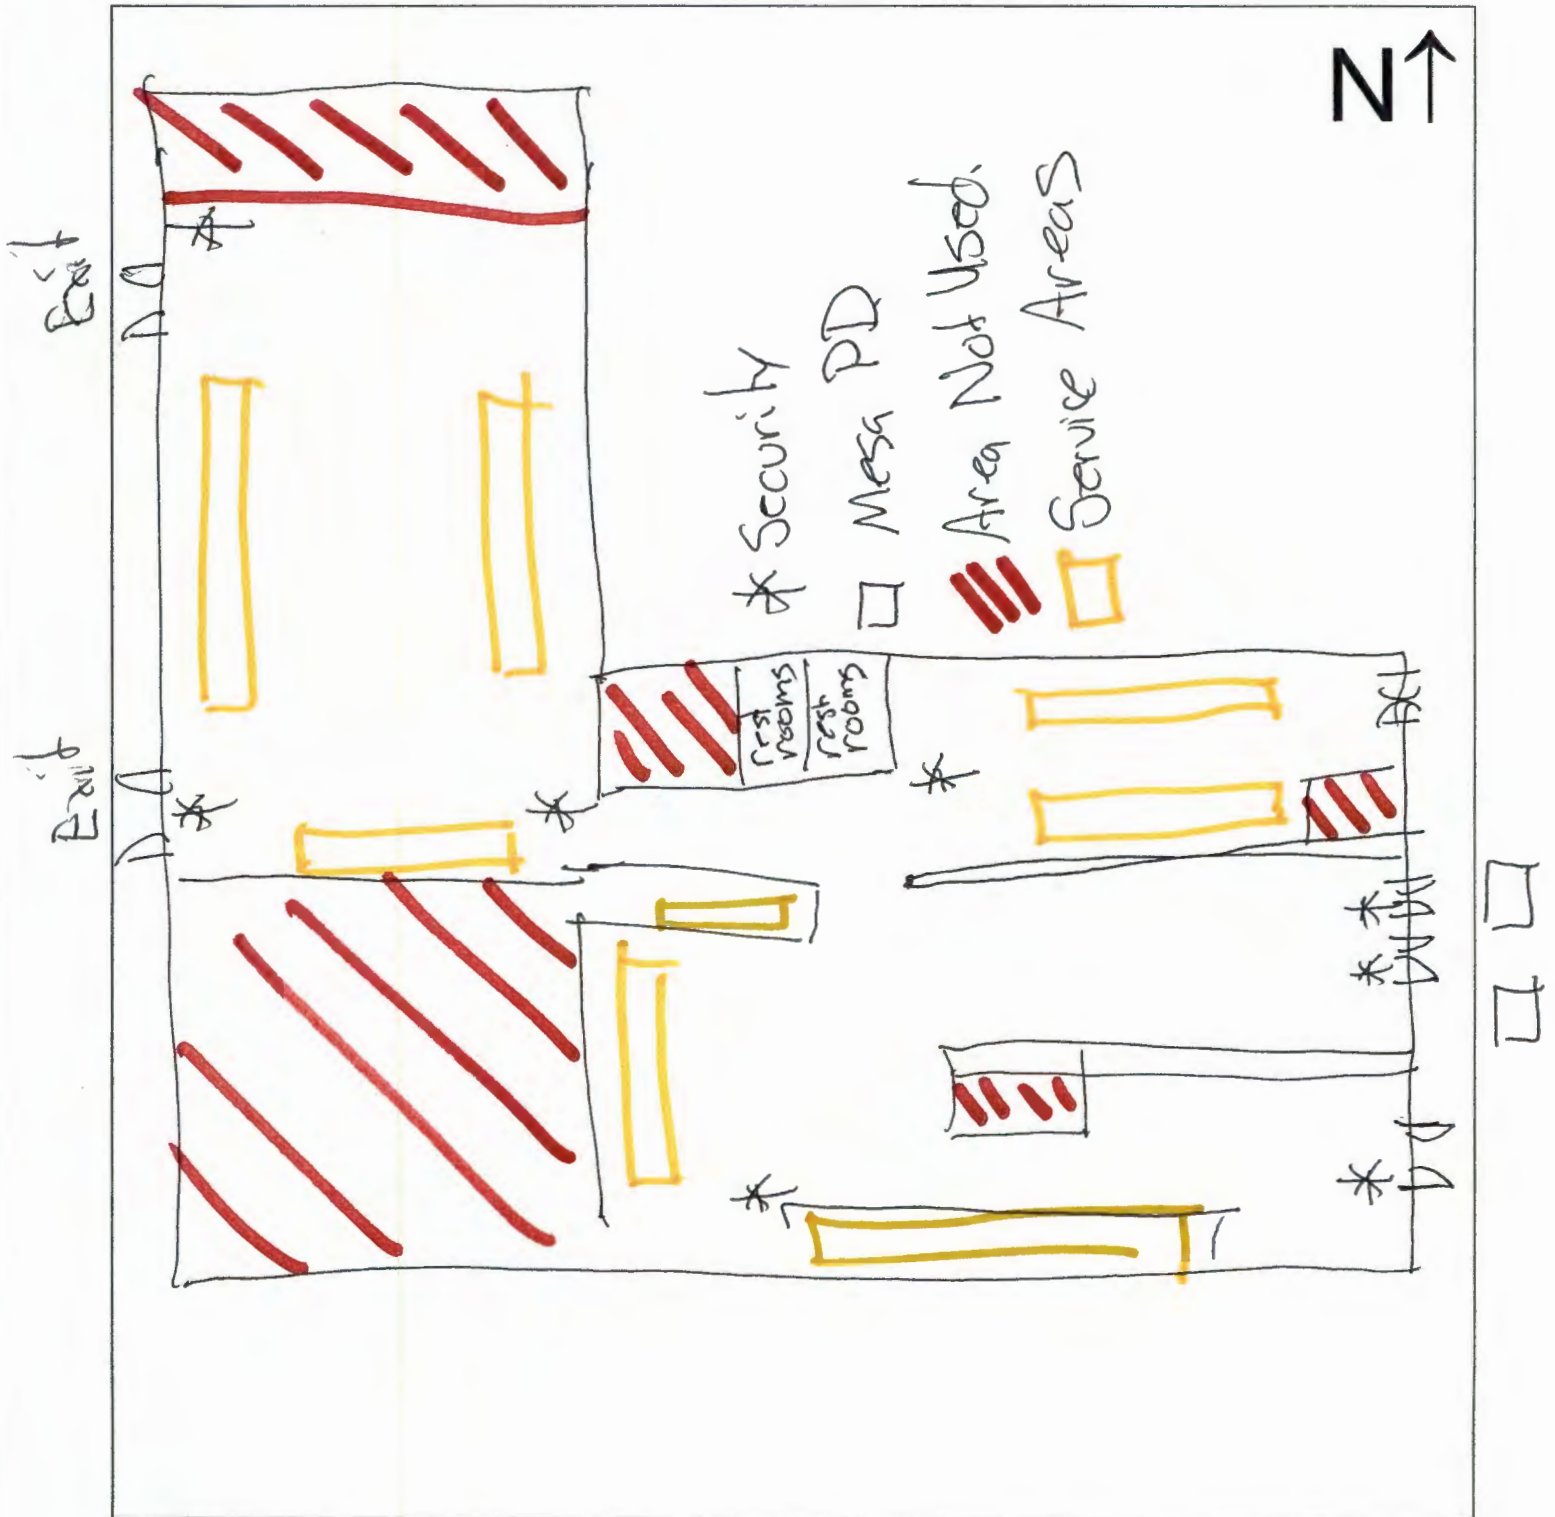 N
Exit
Exit
Security
Mesa PD
Area Not Used.
Service Areas
rest
rooms
rest
rooms